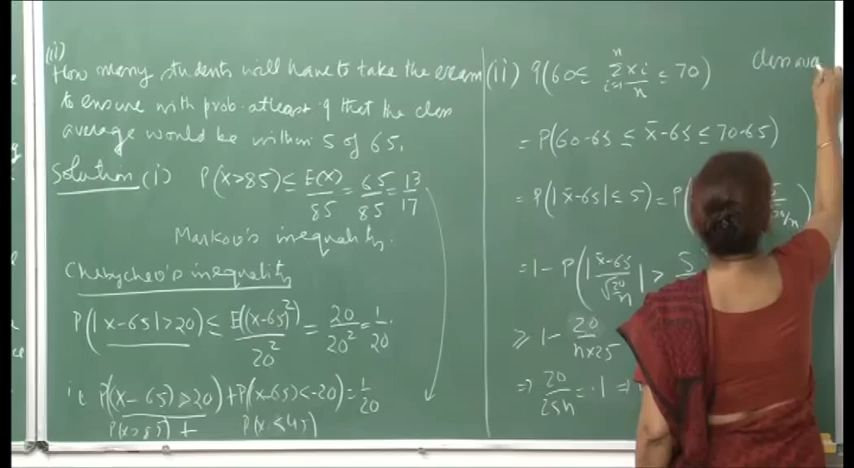 (ii)
How many students will have to take the exam
to ensure with prob. atleast .9 that the class
average would be within 5 of 65.
Solution (i) P(X>85) ≤ E(X)/85 = 65/85 = 13/17
Markov's inequality.
Chebychev's inequality
P(|X-65|>20) ≤ E((X-65)²)/20² = 20/20² = 1/20.
i.e P((X-65)≥20) + P(X-65)<-20) = 1/20
P(X>85) + P(X<45)
class aver
(ii) P(60≤ Σ_{i=1}^{n} xi/n ≤ 70)
= P(60-65 ≤ x̄-65 ≤ 70-65)
= P(|x̄-65| ≤ 5) = P(
= 1 - P(|x̄-65/√20/n| > 5
≥ 1 - 20/n×25
⇒ 20/25n = .1 ⇒